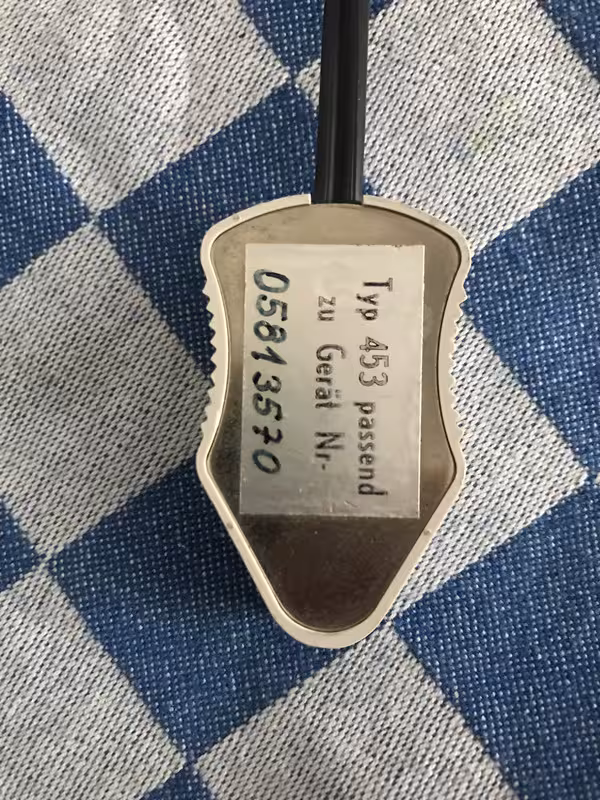 Typ 453 passend
zu Gerät Nr.
05813570